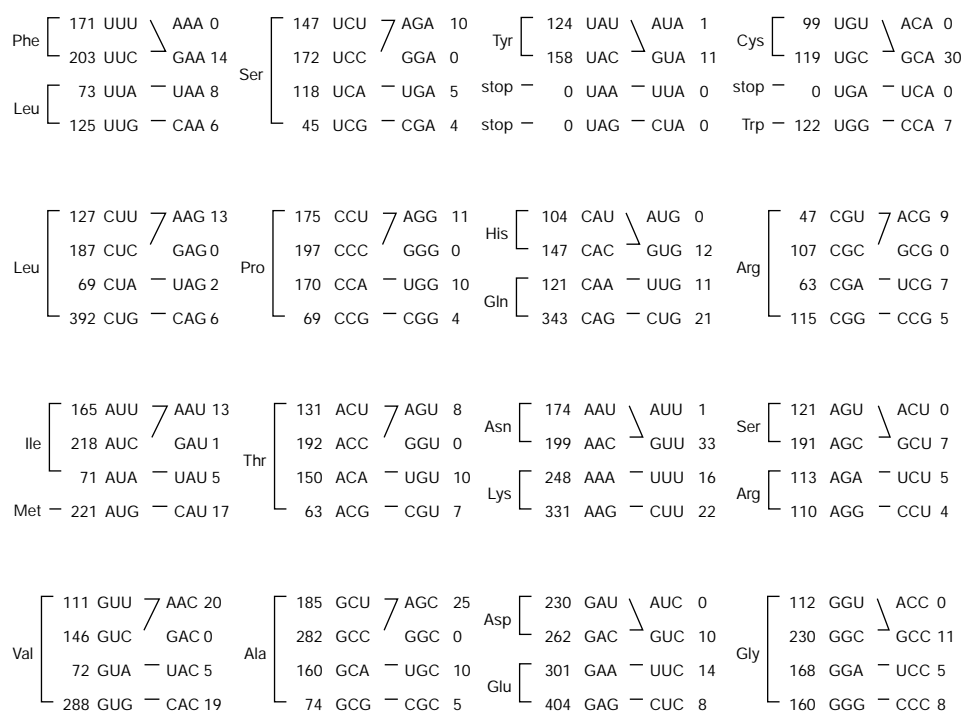 Phe 171 UUU AAA 0 147 UCU AGA 10 Tyr 124 UAU AUA 1 Cys 99 UGU ACA 0
203 UUC GAA 14 Ser 172 UCC GGA 0 158 UAC GUA 11 119 UGC GCA 30
Leu 73 UUA UAA 8 118 UCA UGA 5 stop 0 UAA UUA 0 stop 0 UGA UCA 0
125 UUG CAA 6 45 UCG CGA 4 stop 0 UAG CUA 0 Trp 122 UGG CCA 7
127 CUU AAG 13 175 CCU AGG 11 His 104 CAU AUG 0 47 CGU ACG 9
Leu 187 CUC GAG 0 Pro 197 CCC GGG 0 147 CAC GUG 12 Arg 107 CGC GCG 0
69 CUA UAG 2 170 CCA UGG 10 Gln 121 CAA UUG 11 63 CGA UCG 7
392 CUG CAG 6 69 CCG CGG 4 343 CAG CUG 21 115 CGG CCG 5
165 AUU AAU 13 131 ACU AGU 8 Asn 174 AAU AUU 1 Ser 121 AGU ACU 0
Ile 218 AUC GAU 1 Thr 192 ACC GGU 0 199 AAC GUU 33 191 AGC GCU 7
71 AUA UAU 5 150 ACA UGU 10 Lys 248 AAA UUU 16 Arg 113 AGA UCU 5
Met 221 AUG CAU 17 63 ACG CGU 7 331 AAG CUU 22 110 AGG CCU 4
111 GUU AAC 20 185 GCU AGC 25 Asp 230 GAU AUC 0 112 GGU ACC 0
Val 146 GUC GAC 0 Ala 282 GCC GGC 0 262 GAC GUC 10 Gly 230 GGC GCC 11
72 GUA UAC 5 160 GCA UGC 10 Glu 301 GAA UUC 14 168 GGA UCC 5
288 GUG CAC 19 74 GCG CGC 5 404 GAG CUC 8 160 GGG CCC 8